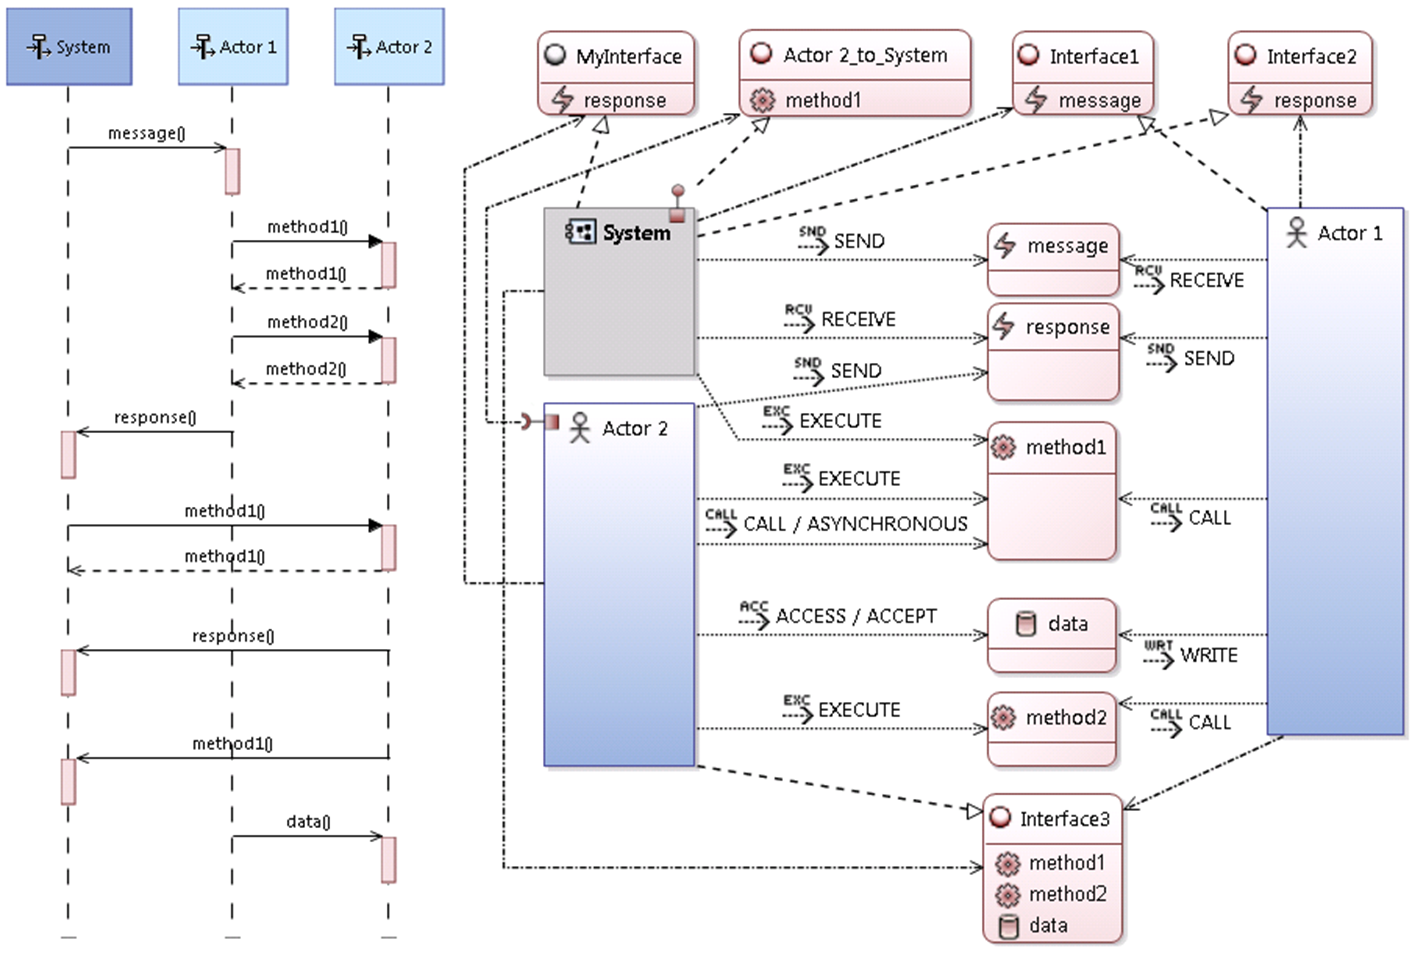 System
Actor 1
Actor 2
message()
method1()
method1()
method2()
method2()
response()
method1()
method1()
response()
method1()
data()
MyInterface
response
Actor 2_to_System
method1
Interface1
message
Interface2
response
System
Actor 1
SND SEND
message
RCV RECEIVE
RCV RECEIVE
response
SND SEND
SND SEND
Actor 2
EXC EXECUTE
method1
EXC EXECUTE
CALL CALL / ASYNCHRONOUS
CALL CALL
ACC ACCESS / ACCEPT
data
WRT WRITE
EXC EXECUTE
method2
CALL CALL
Interface3
method1
method2
data